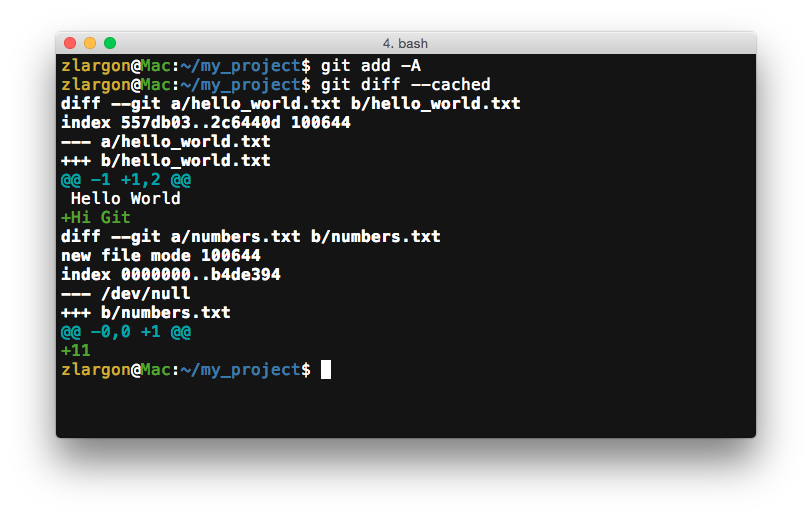 4. bash
zlargon@Mac:~/my_project$ git add -A
zlargon@Mac:~/my_project$ git diff --cached
diff --git a/hello_world.txt b/hello_world.txt
index 557db03..2c6440d 100644
--- a/hello_world.txt
+++ b/hello_world.txt
@@ -1 +1,2 @@
 Hello World
+Hi Git
diff --git a/numbers.txt b/numbers.txt
new file mode 100644
index 0000000..b4de394
--- /dev/null
+++ b/numbers.txt
@@ -0,0 +1 @@
+11
zlargon@Mac:~/my_project$